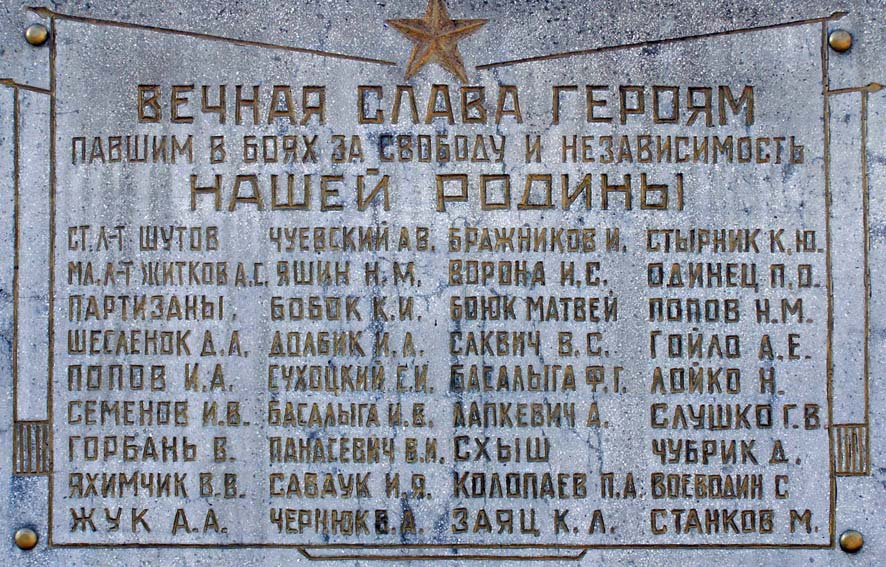 ВЕЧНАЯ СЛАВА ГЕРОЯМ
ПАВШИМ В БОЯХ ЗА СВОБОДУ И НЕЗАВИСИМОСТЬ
НАШЕЙ РОДИНЫ
СТ.Л-Т ШУТОВ ЧУЕВСКИЙ А.В. БРАЖНИКОВ И. СТЫРНИК К.Ю.
МЛ.Л-Т ЖИТКОВ А.С. ЯШИН Н.М. ВОРОНА И.С. ОДИНЕЦ П.О.
ПАРТИЗАНЫ. БОБОК К.И. БОЮК МАТВЕЙ ПОПОВ Н.М.
ШЕСЛЕНОК Д.А. ДОЛБИК И.А. САКВИЧ В.С. ГОЙЛО А.Е.
ПОПОВ И.А. СУХОЦКИЙ Е.И. БАСАЛЫГА Ф.Г. ЛОЙКО Н.
СЕМЕНОВ И.В. БАСАЛЫГА И.В. ЛАПКЕВИЧ А. СЛУШКО Г.В.
ГОРБАНЬ В. ПАНАСЕВИЧ В.И. СХЫШ ЧУБРИК Д.
ЯХИМЧИК В.В. САВАУК И.Я. КОЛОПАЕВ П.А. ВОЕВОДИН С
ЖУК А.А. ЧЕРНЮК В.А. ЗАЯЦ К.Л. СТАНКОВ М.